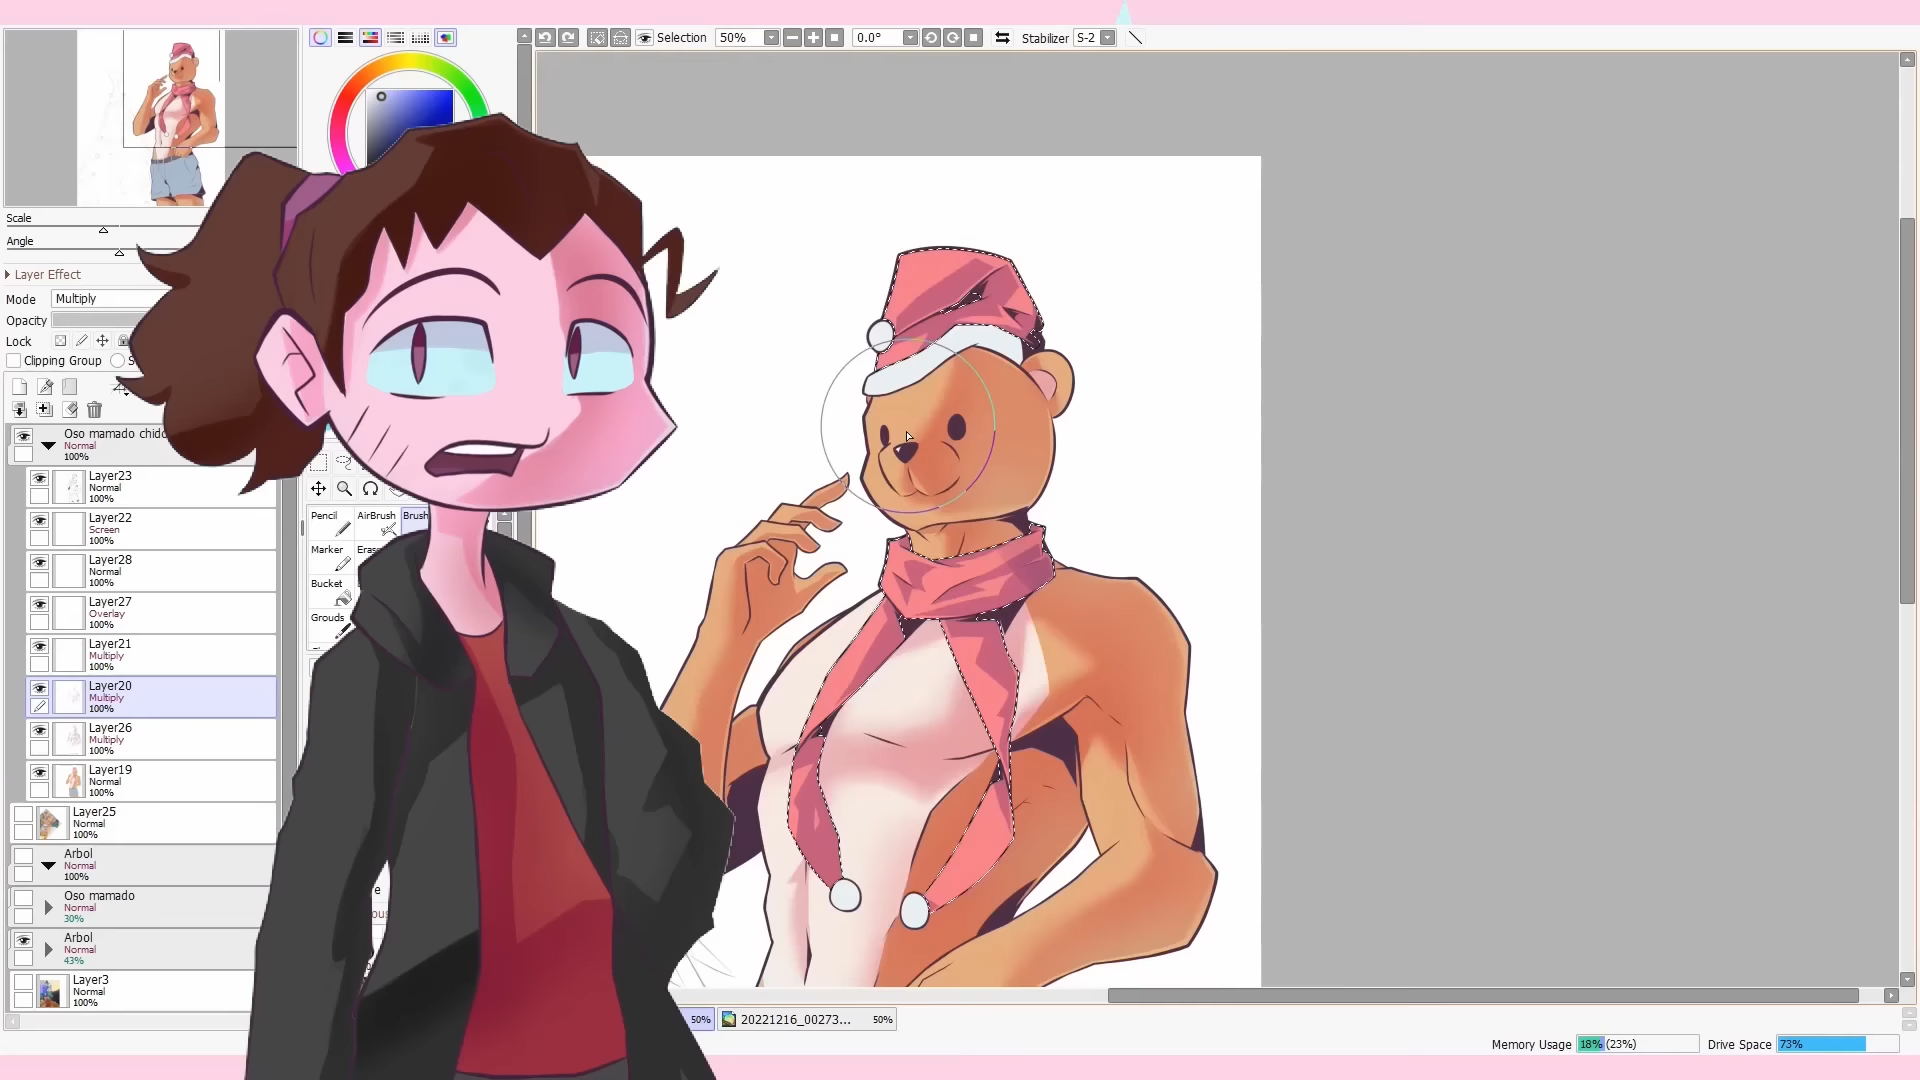 Selection 50% 0.0° Stabilizer S-2
Scale
Angle
Layer Effect
Mode Multiply
Opacity
Lock
Clipping Group
Oso mamado chido
Normal
100%
Layer23
Normal
100%
Layer22
Screen
100%
Layer28
Normal
100%
Layer27
Overlay
100%
Layer21
Multiply
100%
Layer20
Multiply
100%
Layer26
Multiply
100%
Layer19
Normal
100%
Layer25
Normal
100%
Arbol
Normal
100%
Oso mamado
Normal
30%
Arbol
Normal
43%
Layer3
Normal
100%
Pencil AirBrush Brush
Marker
Bucket
Grouds
50% 20221216_00273... 50%
Memory Usage 18% (23%) Drive Space 73%